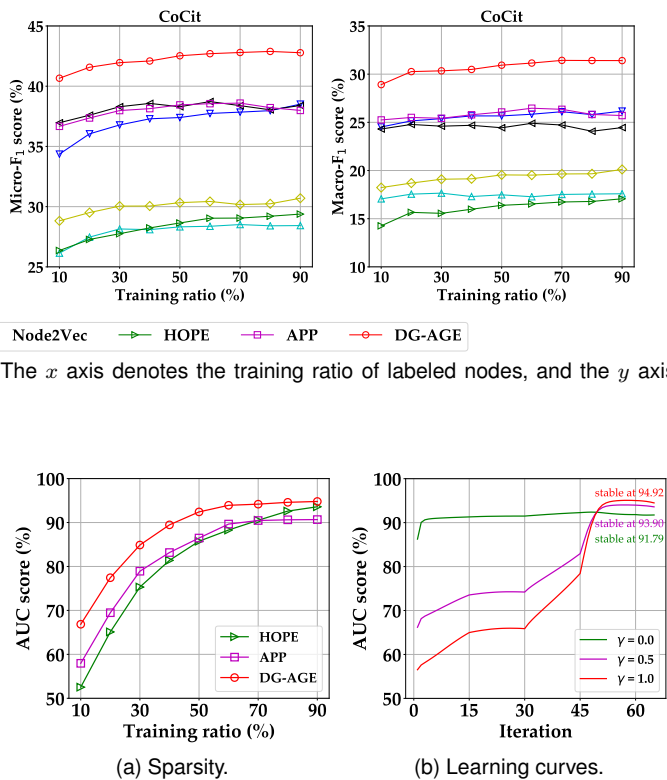 CoCit
45
40
35
30
25
Micro-F1 score (%)
10 30 50 70 90
Training ratio (%)
CoCit
35
30
25
20
15
10
Macro-F1 score (%)
10 30 50 70 90
Training ratio (%)
Node2Vec HOPE APP DG-AGE
The x axis denotes the training ratio of labeled nodes, and the y axis
100
90
80
70
60
50
AUC score (%)
HOPE
APP
DG-AGE
10 30 50 70 90
Training ratio (%)
(a) Sparsity.
100
90
80
70
60
50
AUC score (%)
stable at 94.92
stable at 93.90
stable at 91.79
γ = 0.0
γ = 0.5
γ = 1.0
0 15 30 45 60
Iteration
(b) Learning curves.